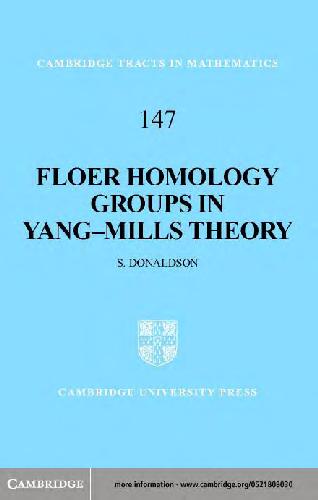 CAMBRIDGE TRACTS IN MATHEMATICS
147
FLOER HOMOLOGY
GROUPS IN
YANG–MILLS THEORY
S. DONALDSON
CAMBRIDGE UNIVERSITY PRESS
CAMBRIDGE more information - www.cambridge.org/0521808030